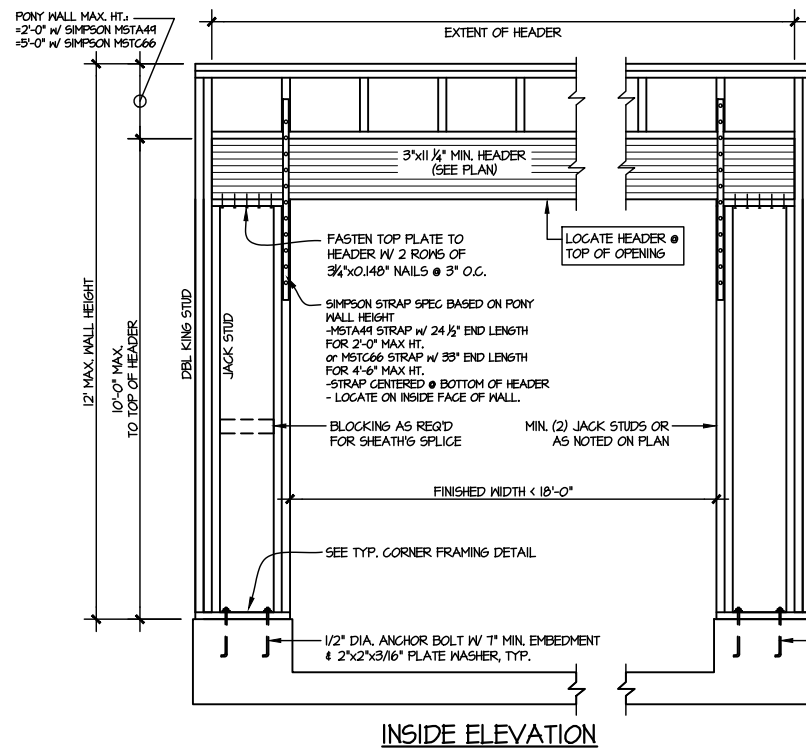 PONY WALL MAX. HT.:
=2'-0" W/ SIMPSON MSTA49
=5'-0" W/ SIMPSON MSTC66
EXTENT OF HEADER
3"x11 1/4" MIN. HEADER
(SEE PLAN)
FASTEN TOP PLATE TO
HEADER W/ 2 ROWS OF
3 1/4"x0.148" NAILS @ 3" O.C.
LOCATE HEADER @
TOP OF OPENING
SIMPSON STRAP SPEC BASED ON PONY
WALL HEIGHT
-MSTA49 STRAP W/ 24 1/2" END LENGTH
FOR 2'-0" MAX HT.
or MSTC66 STRAP W/ 33" END LENGTH
FOR 4'-6" MAX HT.
-STRAP CENTERED @ BOTTOM OF HEADER
- LOCATE ON INSIDE FACE OF WALL.
12' MAX. WALL HEIGHT
10'-0" MAX.
TO TOP OF HEADER
DBL KING STUD
JACK STUD
BLOCKING AS REQ'D
FOR SHEATH'G SPLICE
MIN. (2) JACK STUDS OR
AS NOTED ON PLAN
FINISHED WIDTH < 18'-0"
SEE TYP. CORNER FRAMING DETAIL
1/2" DIA. ANCHOR BOLT W/ 7" MIN. EMBEDMENT
& 2"x2"x3/16" PLATE WASHER, TYP.
INSIDE ELEVATION